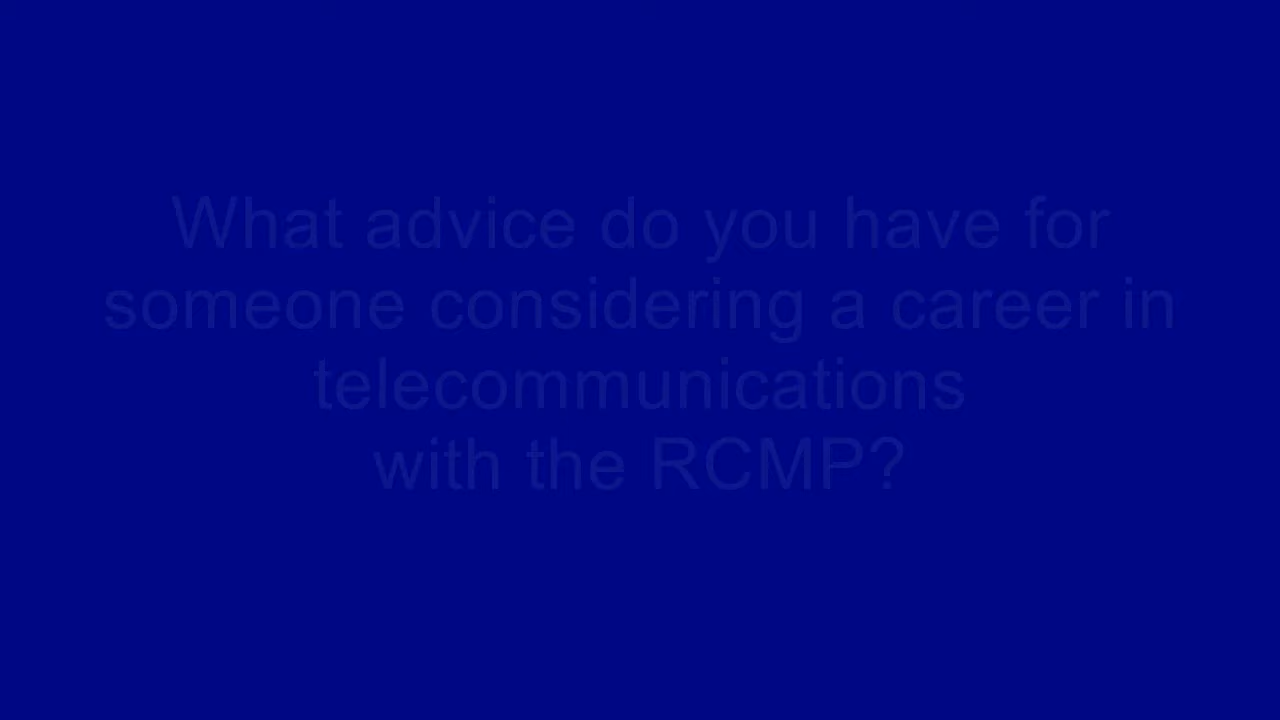 What advice do you have for
someone considering a career in
telecommunications
with the RCMP?